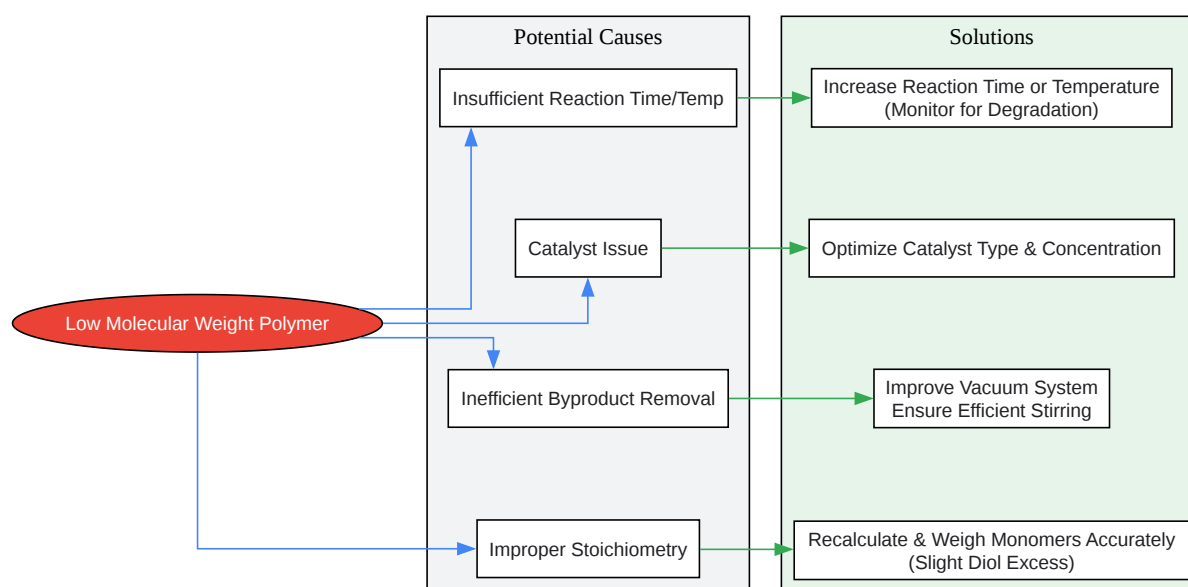 Potential Causes
Solutions
Insufficient Reaction Time/Temp
Increase Reaction Time or Temperature
(Monitor for Degradation)
Catalyst Issue
Optimize Catalyst Type & Concentration
Low Molecular Weight Polymer
Inefficient Byproduct Removal
Improve Vacuum System
Ensure Efficient Stirring
Improper Stoichiometry
Recalculate & Weigh Monomers Accurately
(Slight Diol Excess)